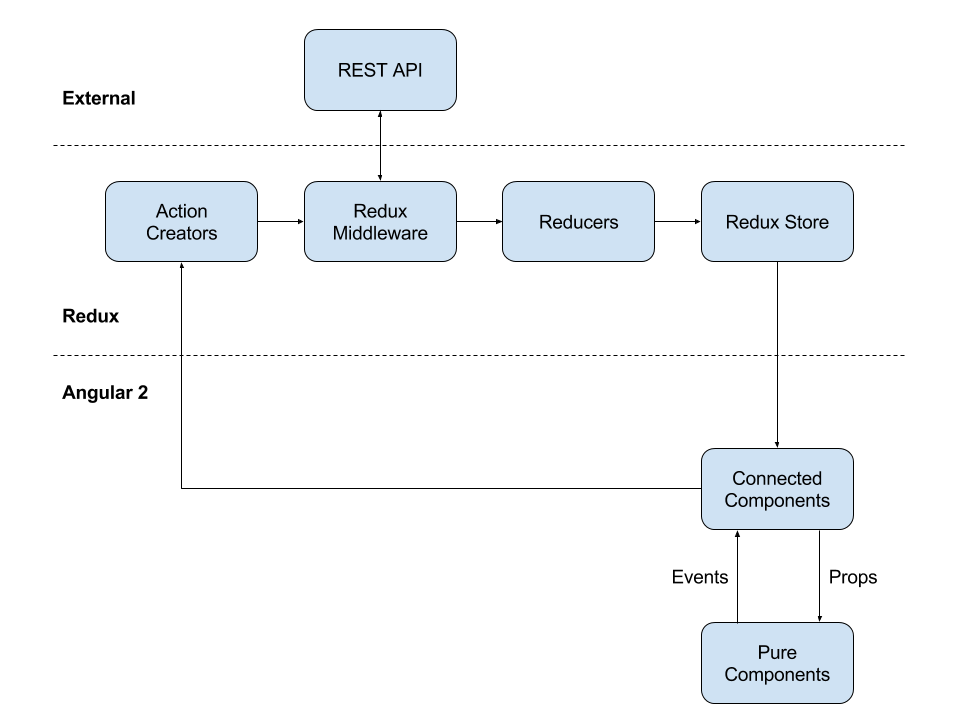 REST API
External
Action
Creators
Redux
Middleware
Reducers
Redux Store
Redux
Angular 2
Connected
Components
Events
Props
Pure
Components